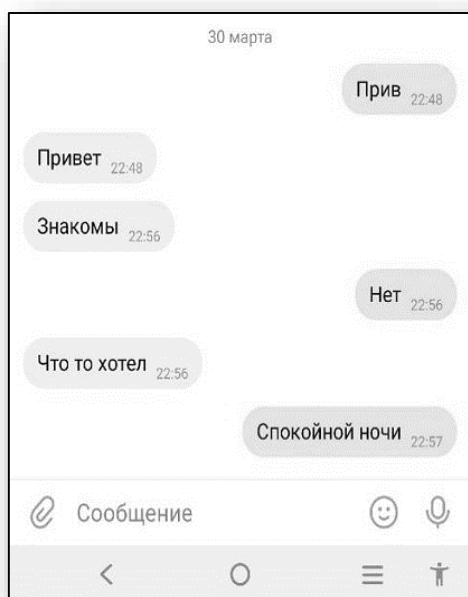 30 марта
Прив 22:48
Привет 22:48
Знакомы 22:56
Нет 22:56
Что то хотел 22:56
Спокойной ночи 22:57
Сообщение